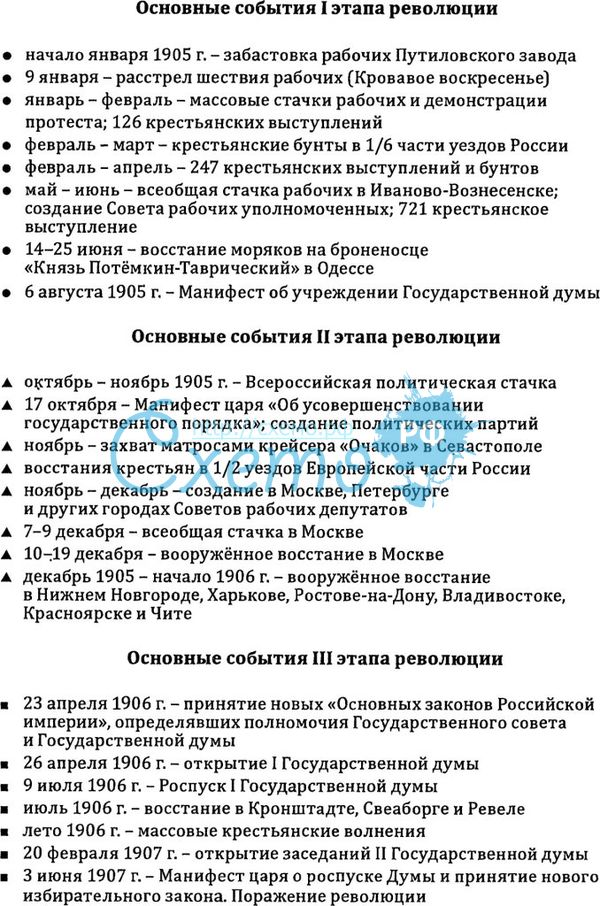 Основные события I этапа революции
● начало января 1905 г. – забастовка рабочих Путиловского завода
● 9 января – расстрел шествия рабочих (Кровавое воскресенье)
● январь – февраль – массовые стачки рабочих и демонстрации
протеста; 126 крестьянских выступлений
● февраль – март – крестьянские бунты в 1/6 части уездов России
● февраль – апрель – 247 крестьянских выступлений и бунтов
● май – июнь – всеобщая стачка рабочих в Иваново-Вознесенске;
создание Совета рабочих уполномоченных; 721 крестьянское
выступление
● 14–25 июня – восстание моряков на броненосце
«Князь Потёмкин-Таврический» в Одессе
● 6 августа 1905 г. – Манифест об учреждении Государственной думы
Основные события II этапа революции
▲ октябрь – ноябрь 1905 г. – Всероссийская политическая стачка
▲ 17 октября – Манифест царя «Об усовершенствовании
государственного порядка»; создание политических партий
▲ ноябрь – захват матросами крейсера «Очаков» в Севастополе
▲ восстания крестьян в 1/2 уездов Европейской части России
▲ ноябрь – декабрь – создание в Москве, Петербурге
и других городах Советов рабочих депутатов
▲ 7–9 декабря – всеобщая стачка в Москве
▲ 10–19 декабря – вооружённое восстание в Москве
▲ декабрь 1905 – начало 1906 г. – вооружённое восстание
в Нижнем Новгороде, Харькове, Ростове-на-Дону, Владивостоке,
Красноярске и Чите
Основные события III этапа революции
■ 23 апреля 1906 г. – принятие новых «Основных законов Российской
империи», определявших полномочия Государственного совета
и Государственной думы
■ 26 апреля 1906 г. – открытие I Государственной думы
■ 9 июля 1906 г. – Роспуск I Государственной думы
■ июль 1906 г. – восстание в Кронштадте, Свеаборге и Ревеле
■ лето 1906 г. – массовые крестьянские волнения
■ 20 февраля 1907 г. – открытие заседаний II Государственной думы
■ 3 июня 1907 г. – Манифест царя о роспуске Думы и принятие нового
избирательного закона. Поражение революции
Схемо
РФ